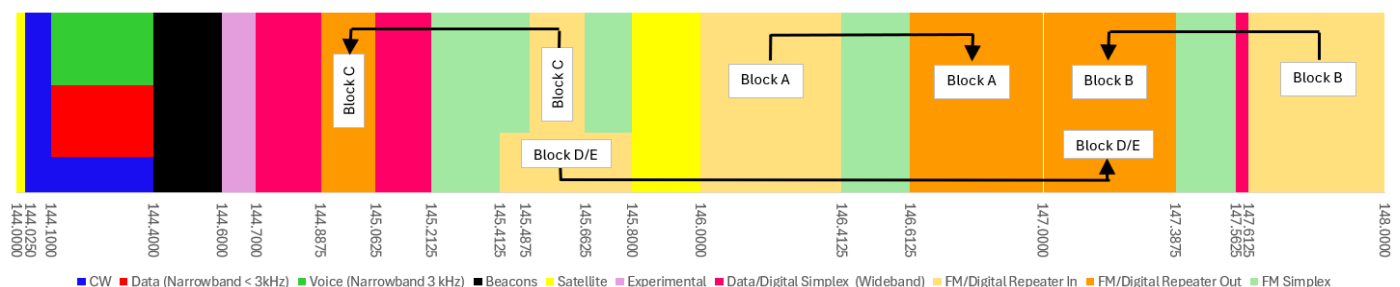 Block C
Block C
Block A
Block A
Block B
Block B
Block D/E
Block D/E
144.0000
144.0250
144.1000
144.4000
144.6000
144.7000
144.8875
145.0625
145.2125
145.4125
145.4875
145.6625
145.8000
146.0000
146.4125
146.6125
147.0000
147.3875
147.5625
147.6125
148.0000
CW Data (Narrowband < 3kHz) Voice (Narrowband 3 kHz) Beacons Satellite Experimental Data/Digital Simplex (Wideband) FM/Digital Repeater In FM/Digital Repeater Out FM Simplex